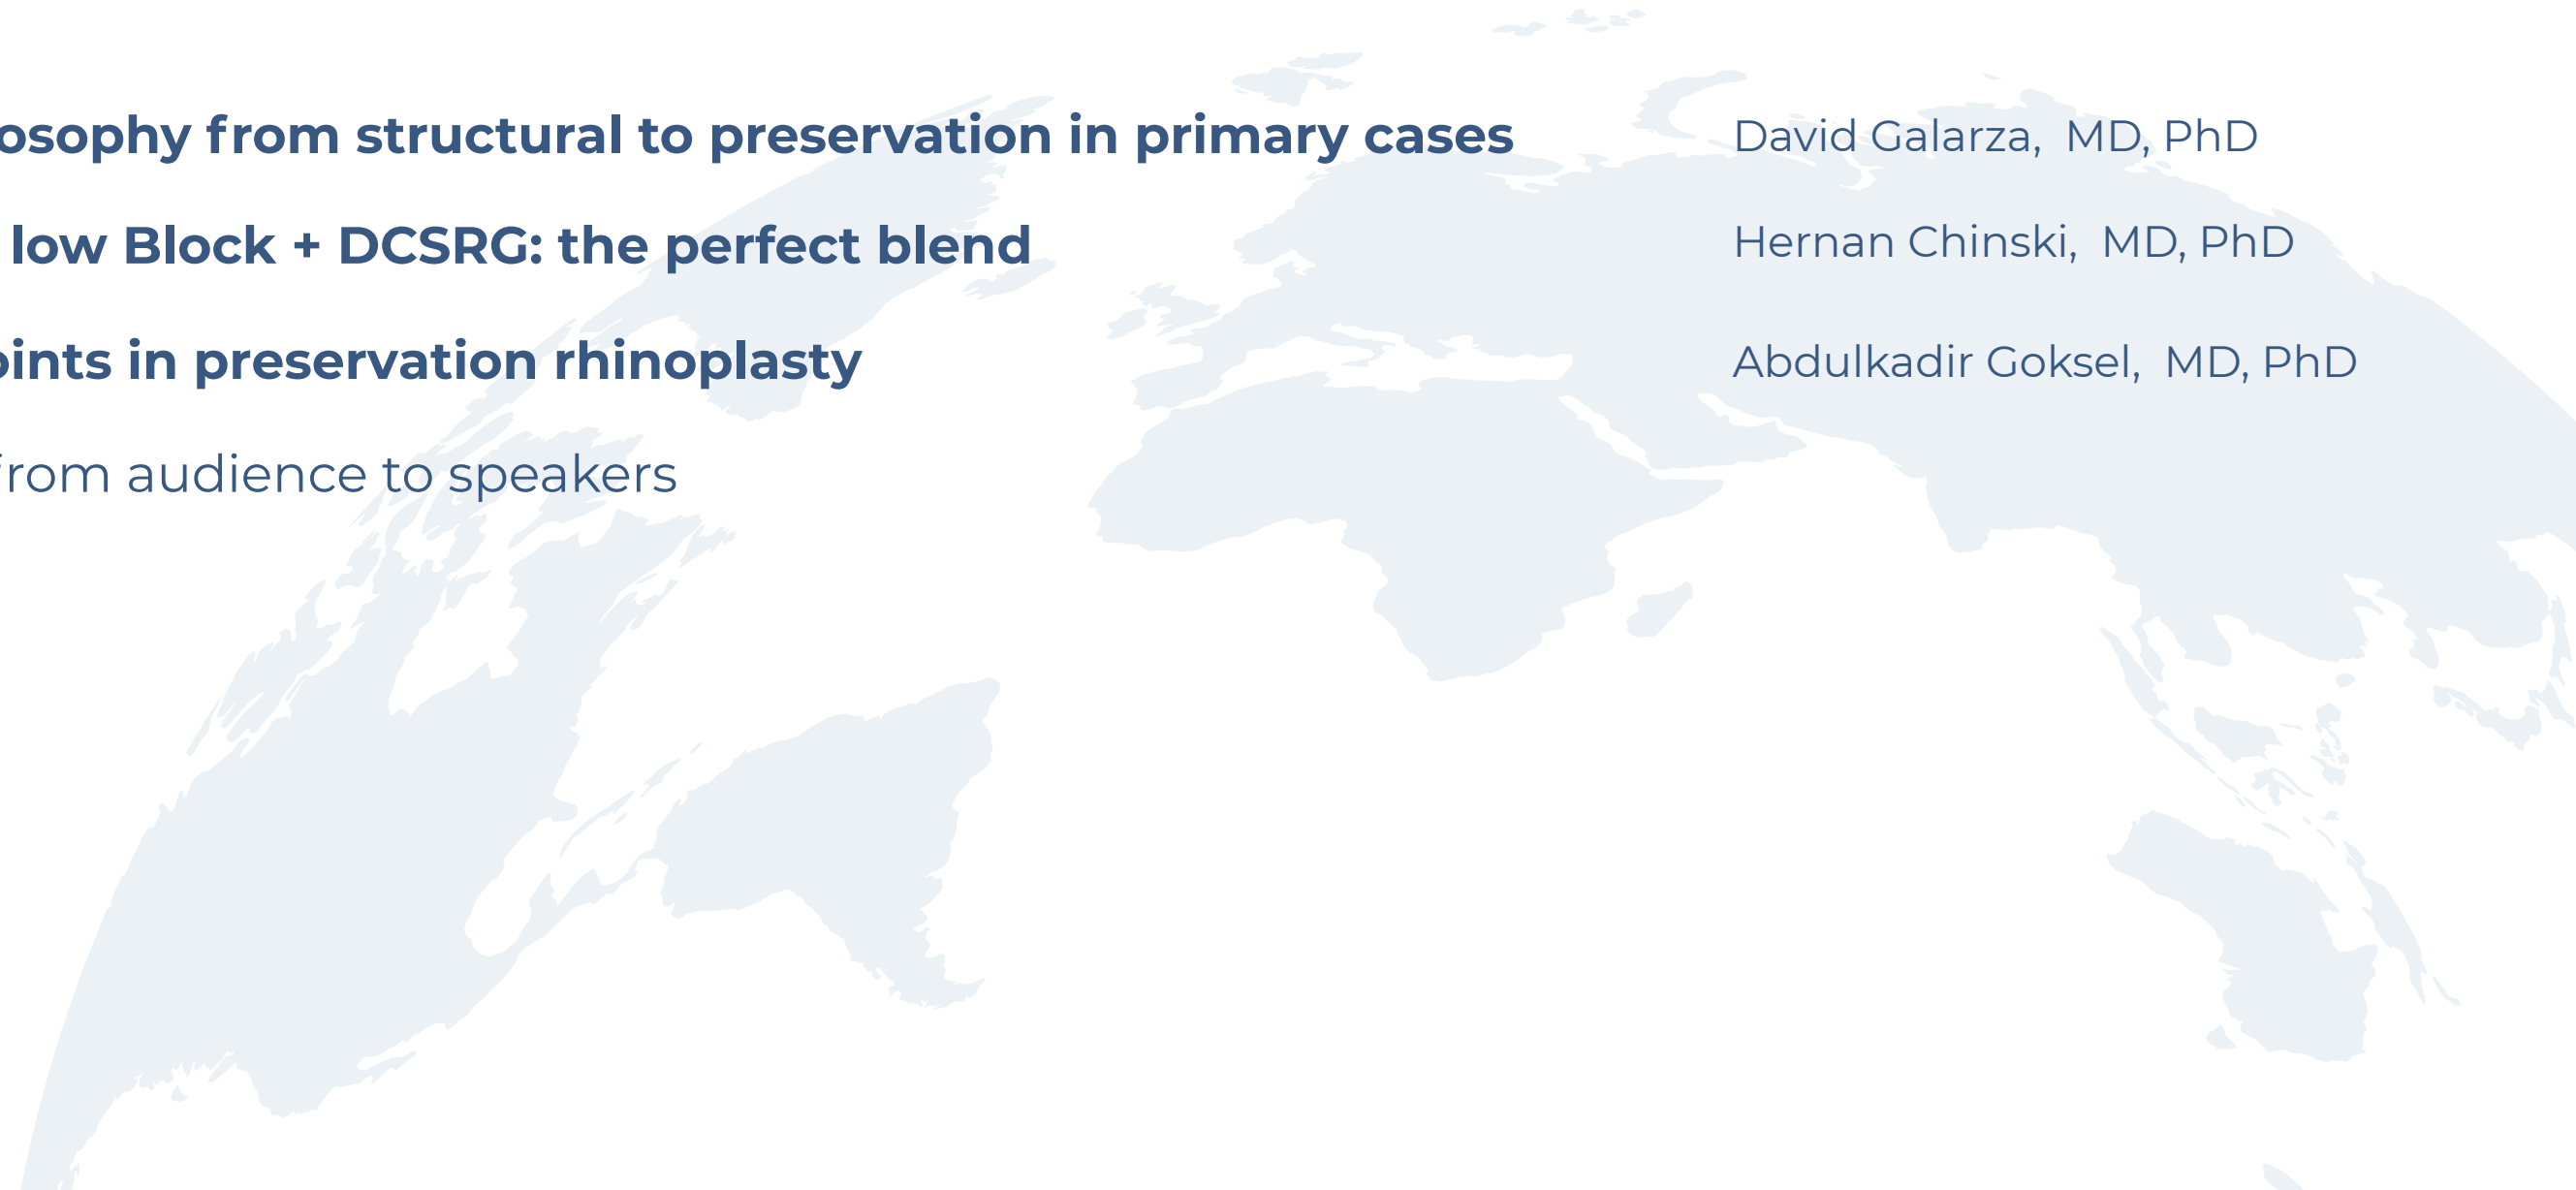 osophy from structural to preservation in primary cases David Galarza, MD, PhD
low Block + DCSRG: the perfect blend Hernan Chinski, MD, PhD
oints in preservation rhinoplasty Abdulkadir Goksel, MD, PhD
from audience to speakers